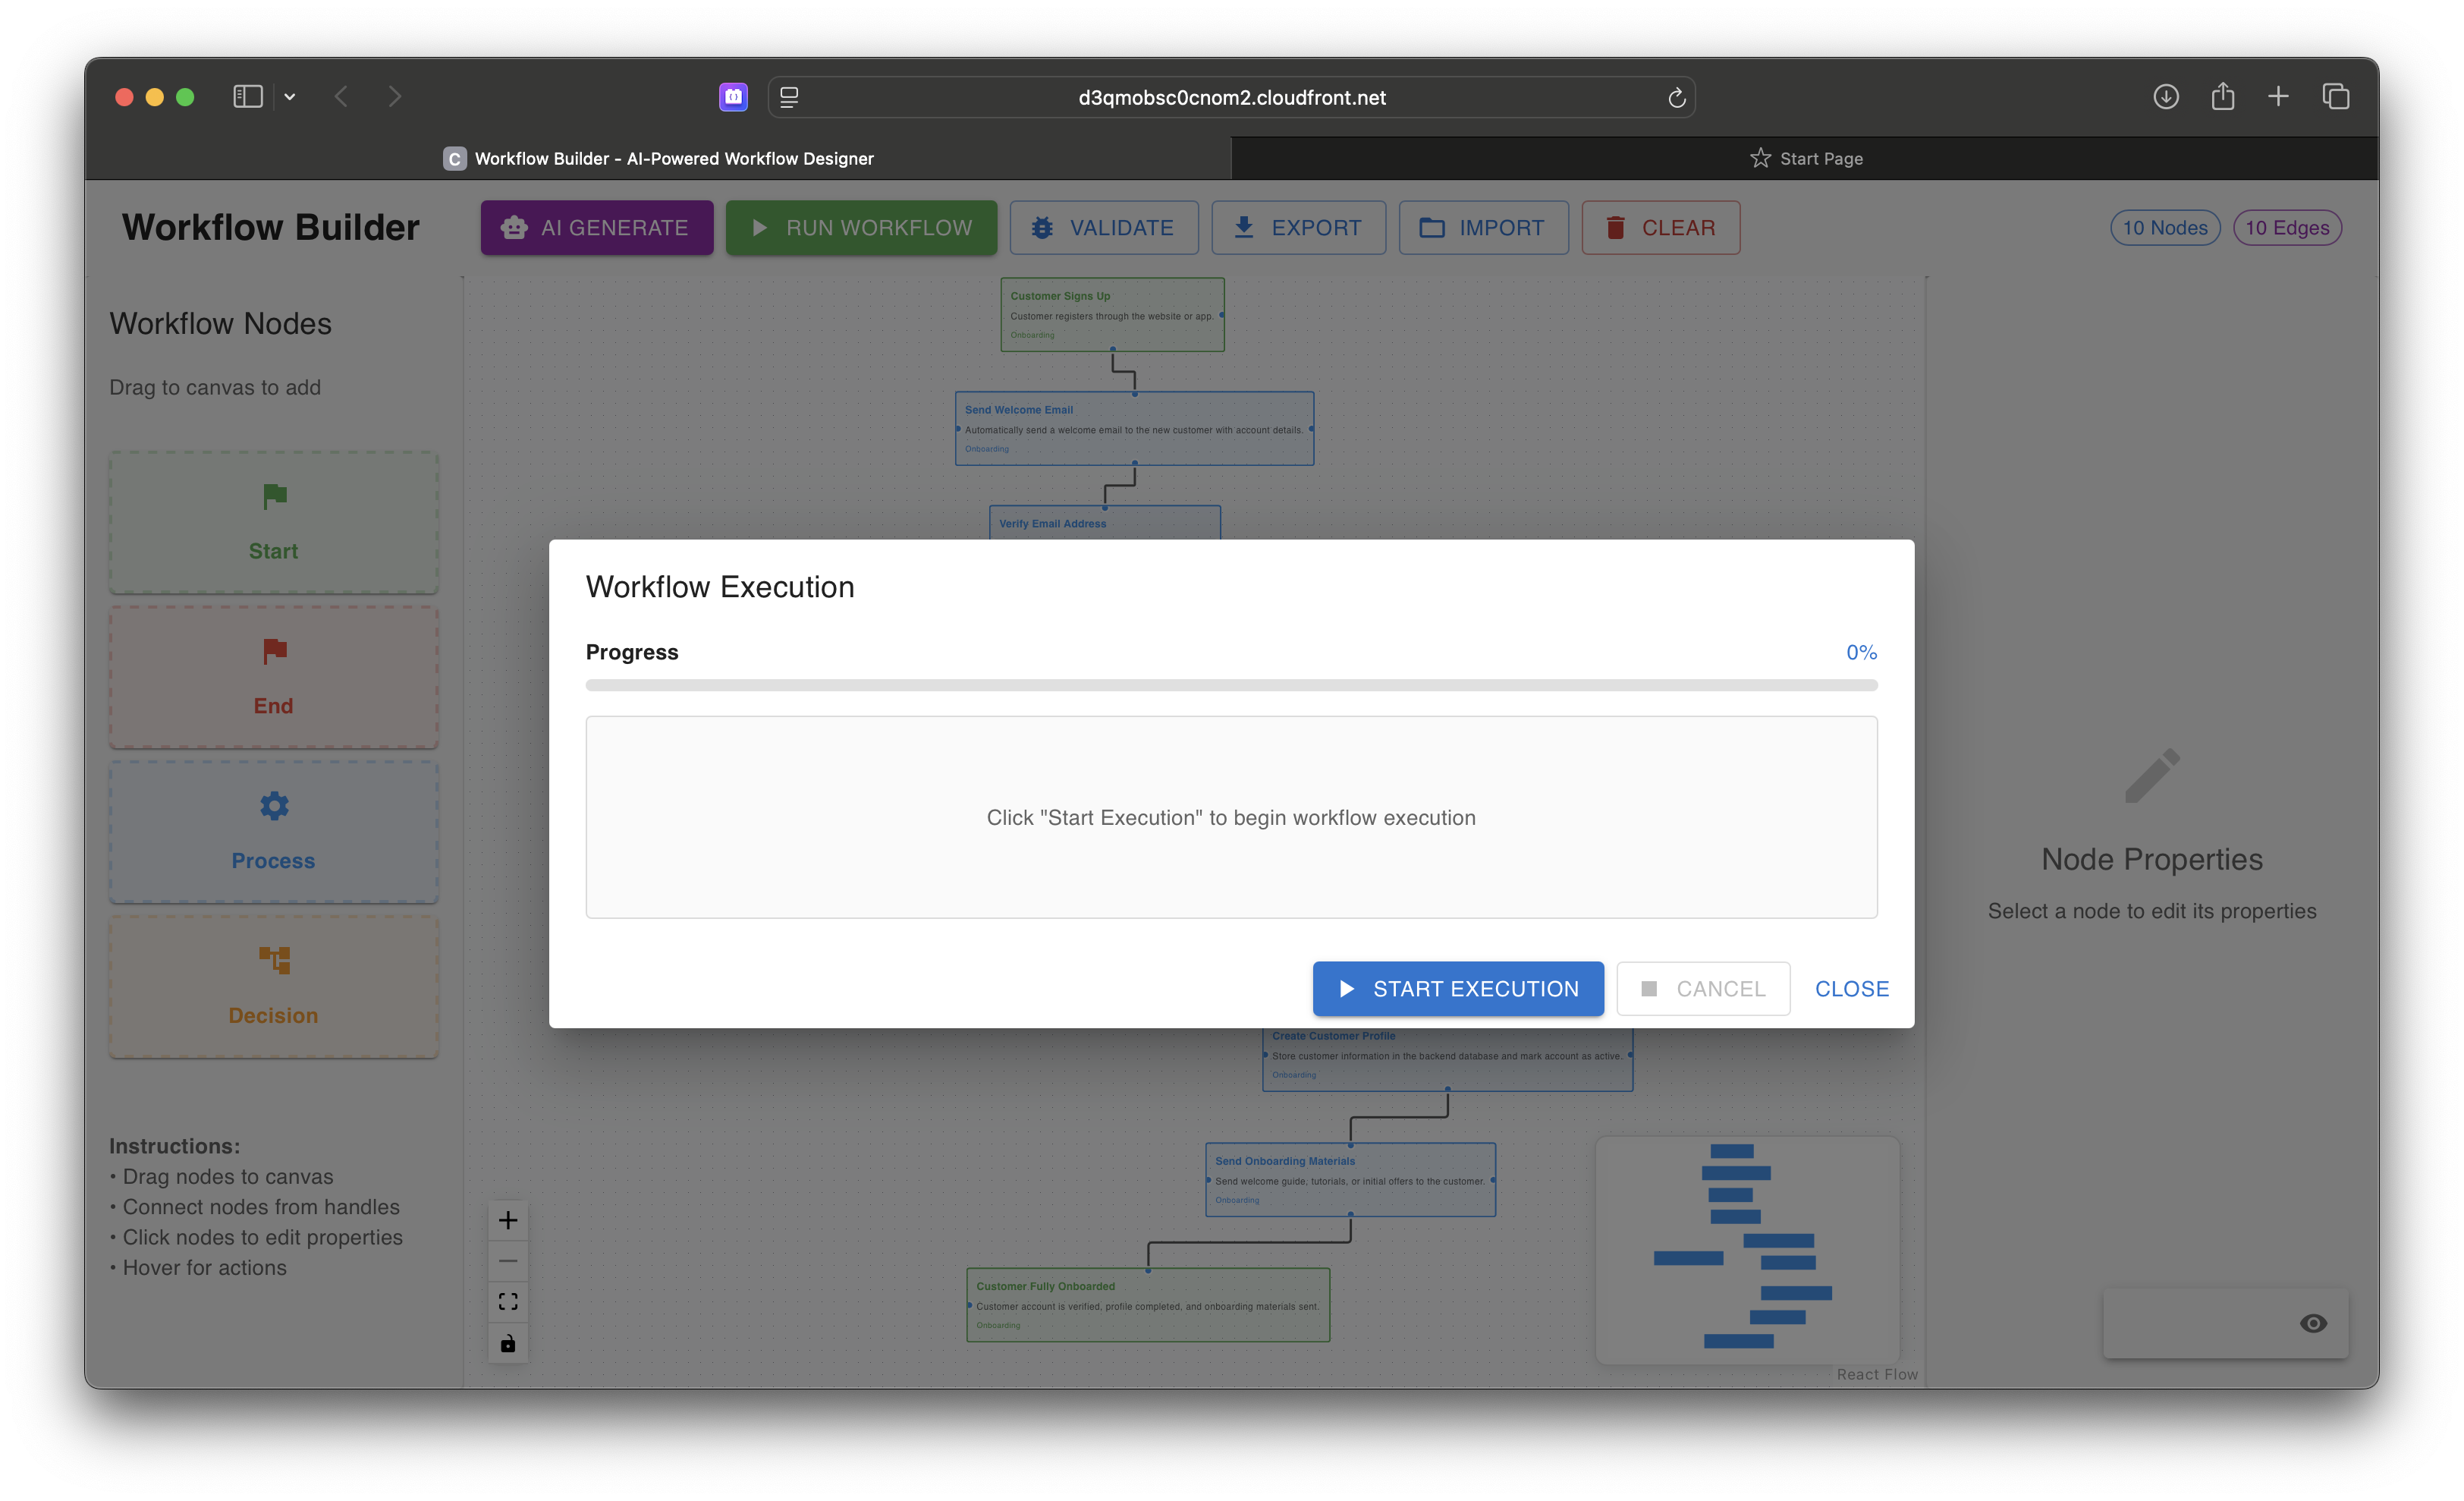 d3qmobsc0cnom2.cloudfront.net
C Workflow Builder - AI-Powered Workflow Designer
Start Page
Workflow Builder
AI GENERATE
RUN WORKFLOW
VALIDATE
EXPORT
IMPORT
CLEAR
10 Nodes
10 Edges
Workflow Nodes
Drag to canvas to add
Start
End
Process
Decision
Instructions:
• Drag nodes to canvas
• Connect nodes from handles
• Click nodes to edit properties
• Hover for actions
Customer Signs Up
Customer registers through the website or app.
Onboarding
Send Welcome Email
Automatically send a welcome email to the new customer with account details.
Onboarding
Verify Email Address
Workflow Execution
Progress
0%
Click "Start Execution" to begin workflow execution
START EXECUTION
CANCEL
CLOSE
Create Customer Profile
Store customer information in the backend database and mark account as active.
Onboarding
Send Onboarding Materials
Send welcome guide, tutorials, or initial offers to the customer.
Onboarding
Customer Fully Onboarded
Customer account is verified, profile completed, and onboarding materials sent.
Onboarding
React Flow
Node Properties
Select a node to edit its properties